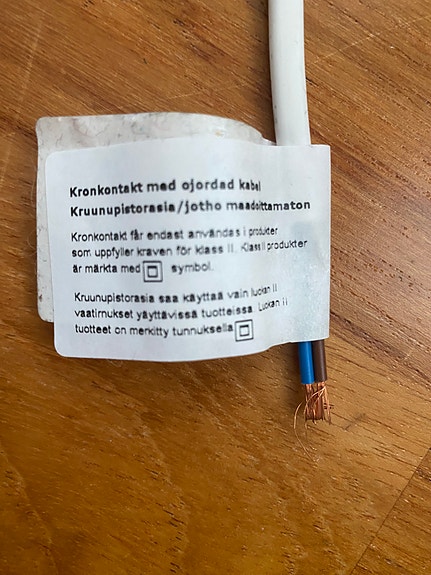 Kronkontakt med ojordad kabel
Kruunupistorasia/johto maadoittamaton
Kronkontakt får endast användas i produkter
som uppfyller kraven för klass II. Klass II produkter
är märkta med symbol.
Kruunupistorasia saa käyttää vain luokan II
vaatimukset yäyttävissä tuotteissa. Luokan II
tuotteet on merkitty tunnuksella